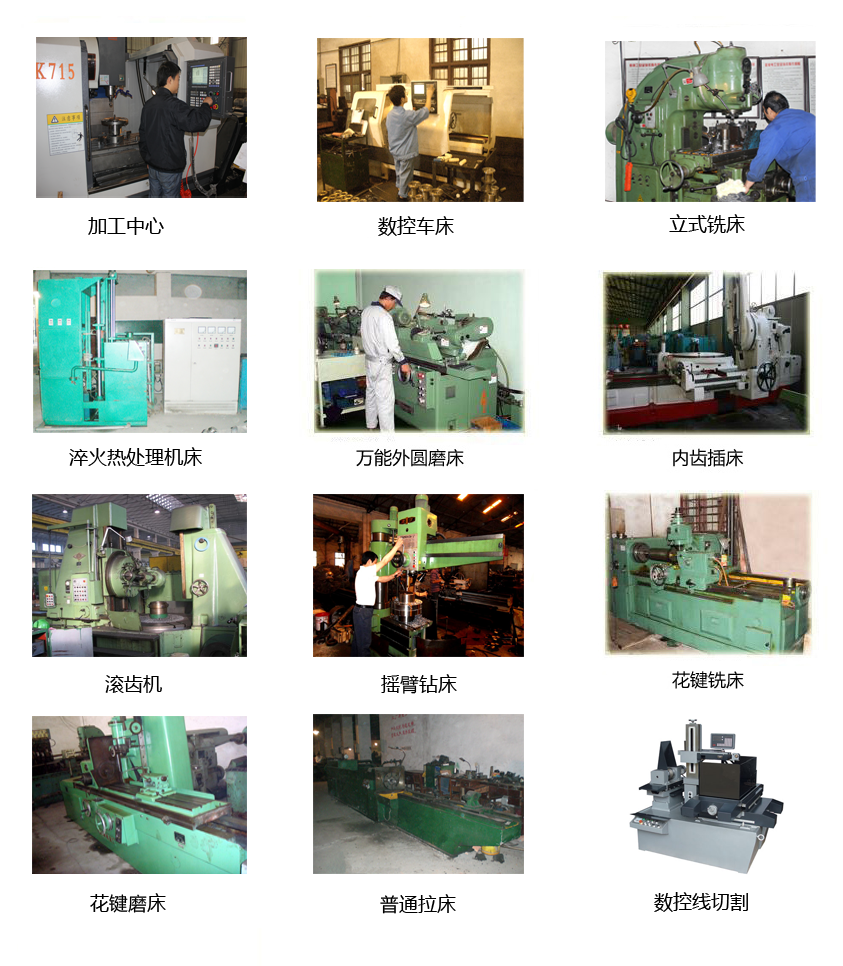 K715
加工中心
数控车床
立式铣床
淬火热处理机床
万能外圆磨床
内齿插床
滚齿机
摇臂钻床
花键铣床
花键磨床
普通拉床
数控线切割